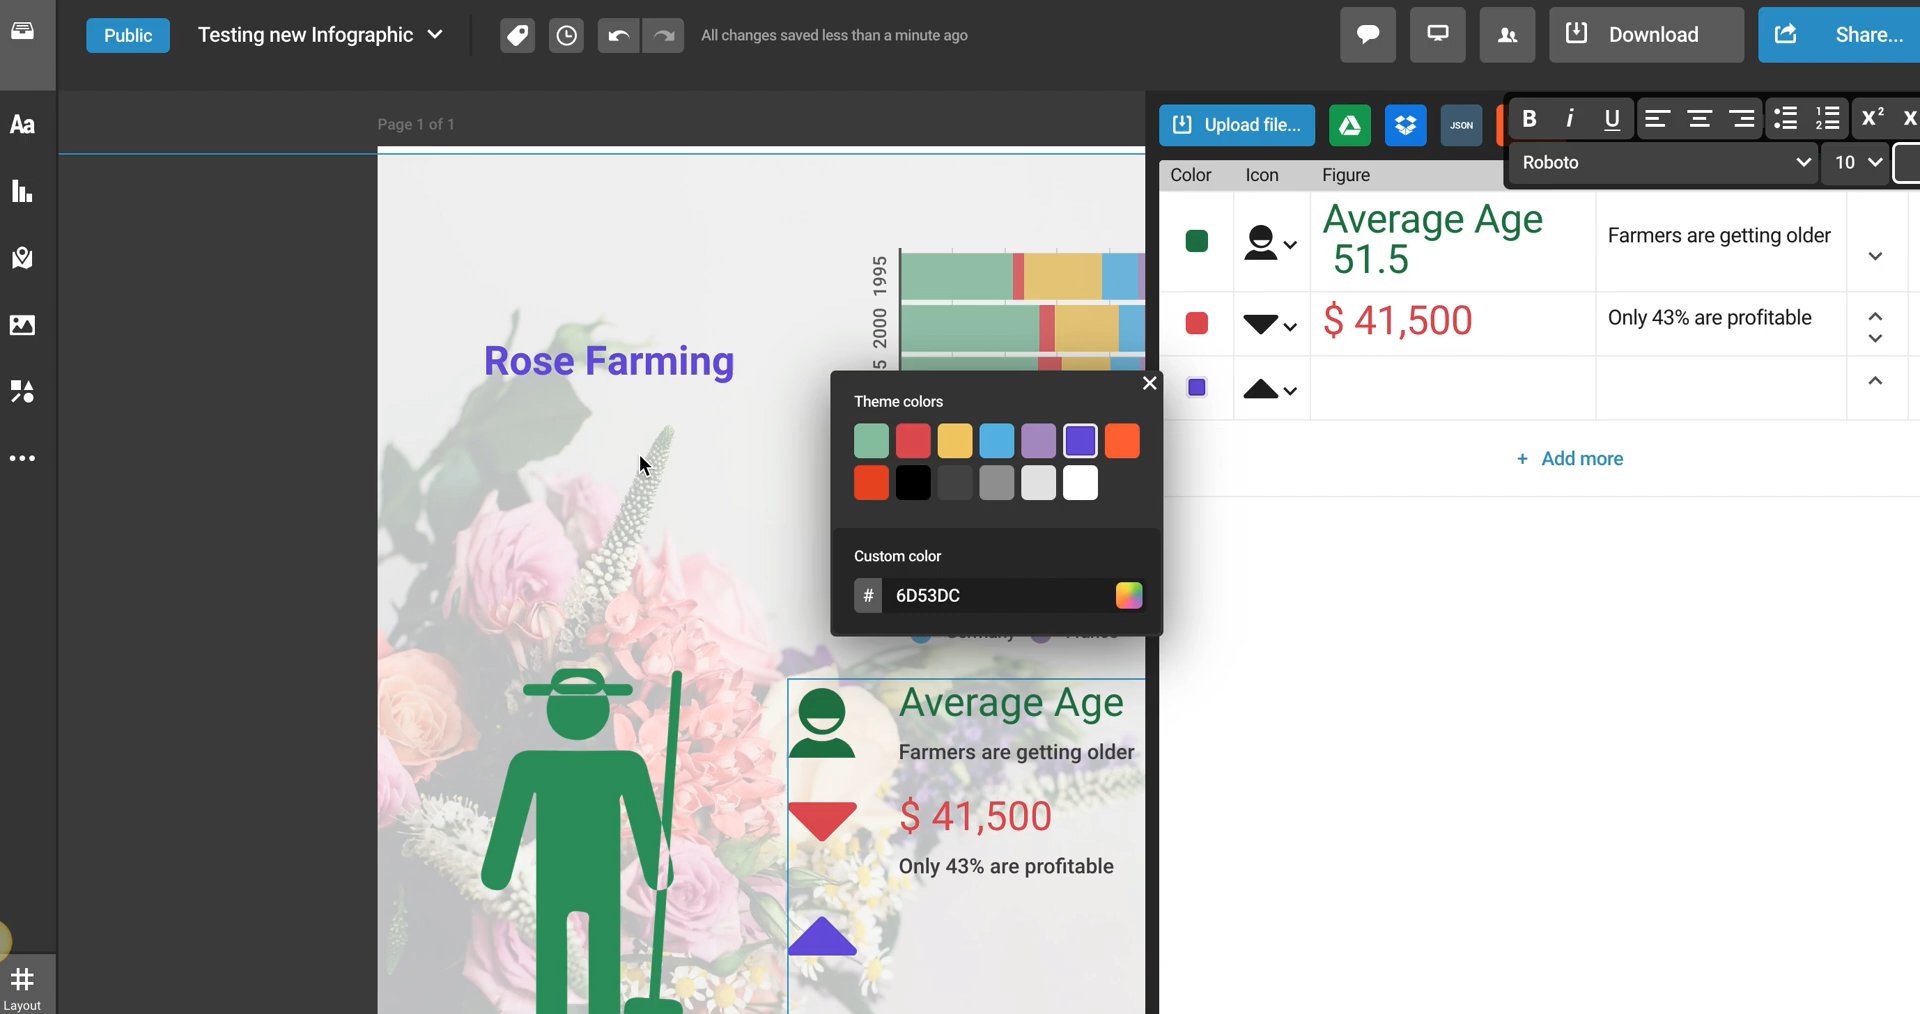 Public
Testing new Infographic
All changes saved less than a minute ago
Download
Share...
Aa
Page 1 of 1
Upload file...
JSON
B i U
X²
X
Roboto
10
Color Icon Figure
Average Age
51.5
Farmers are getting older
$ 41,500
Only 43% are profitable
+ Add more
1995
2000
5
Rose Farming
Theme colors
Custom color
# 6D53DC
Average Age
Farmers are getting older
$ 41,500
Only 43% are profitable
Layout